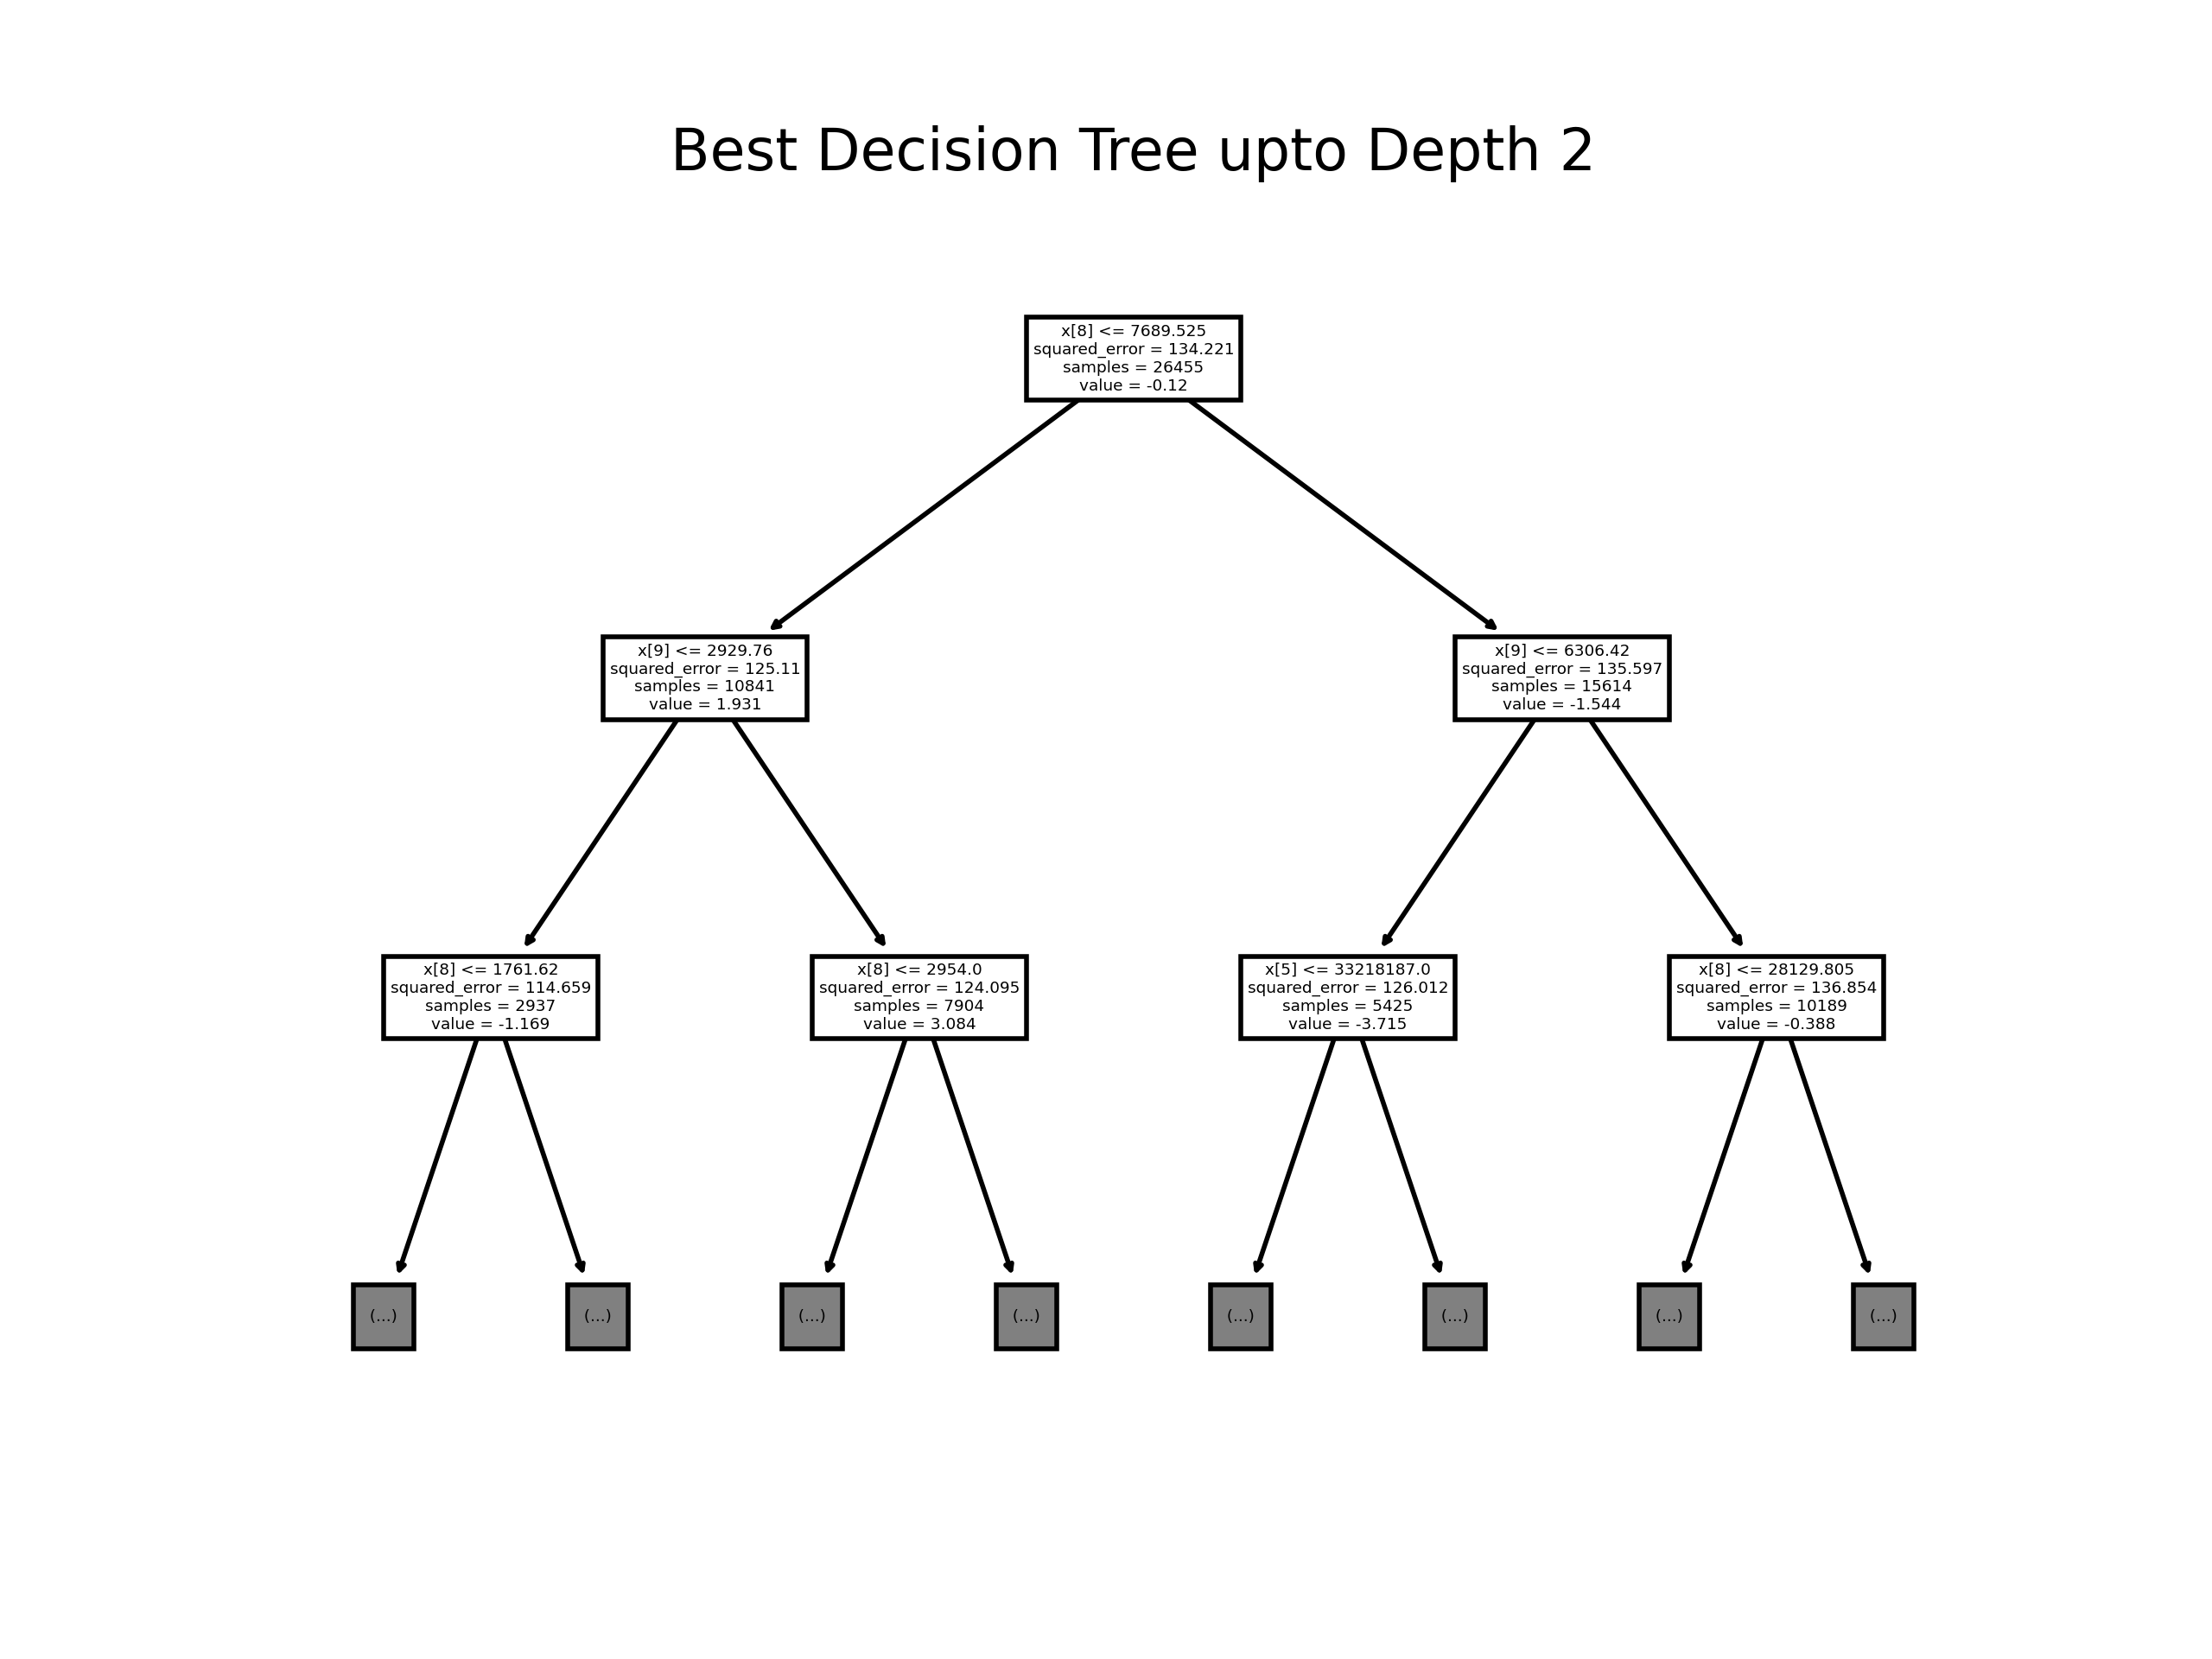 Best Decision Tree upto Depth 2
x[8] <= 7689.525
squared_error = 134.221
samples = 26455
value = -0.12
x[9] <= 2929.76
squared_error = 125.11
samples = 10841
value = 1.931
x[9] <= 6306.42
squared_error = 135.597
samples = 15614
value = -1.544
x[8] <= 1761.62
squared_error = 114.659
samples = 2937
value = -1.169
x[8] <= 2954.0
squared_error = 124.095
samples = 7904
value = 3.084
x[5] <= 33218187.0
squared_error = 126.012
samples = 5425
value = -3.715
x[8] <= 28129.805
squared_error = 136.854
samples = 10189
value = -0.388
(...)
(...)
(...)
(...)
(...)
(...)
(...)
(...)